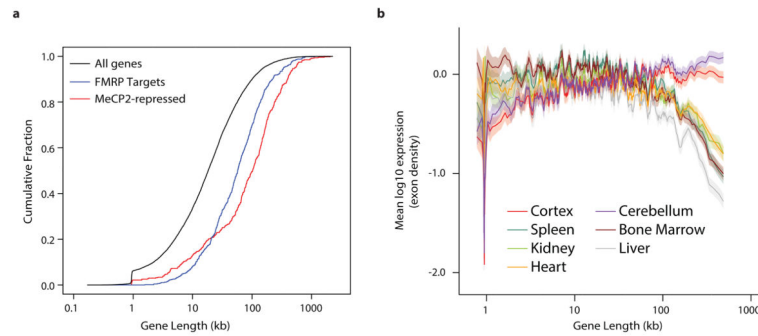 a
All genes
FMRP Targets
MeCP2-repressed
Cumulative Fraction
1.0
0.8
0.6
0.4
0.2
0.0
0.1
1
10
100
1000
Gene Length (kb)
b
Mean log10 expression
(exon density)
0.0
-1.0
-2.0
Cortex
Spleen
Kidney
Heart
Cerebellum
Bone Marrow
Liver
1
10
100
1000
Gene Length (kb)